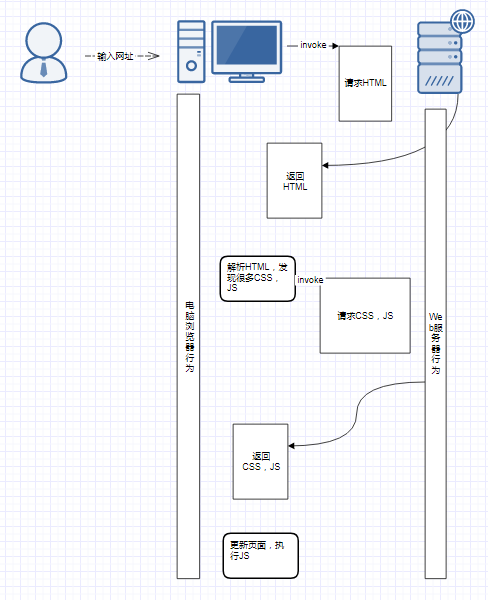 输入网址
invoke
请求HTML
返回
HTML
解析HTML，发
现很多CSS，
JS
invoke
请求CSS，JS
电
脑
浏
览
器
行
为
We
b服
务
器
行
为
返回
CSS，JS
更新页面，执
行JS